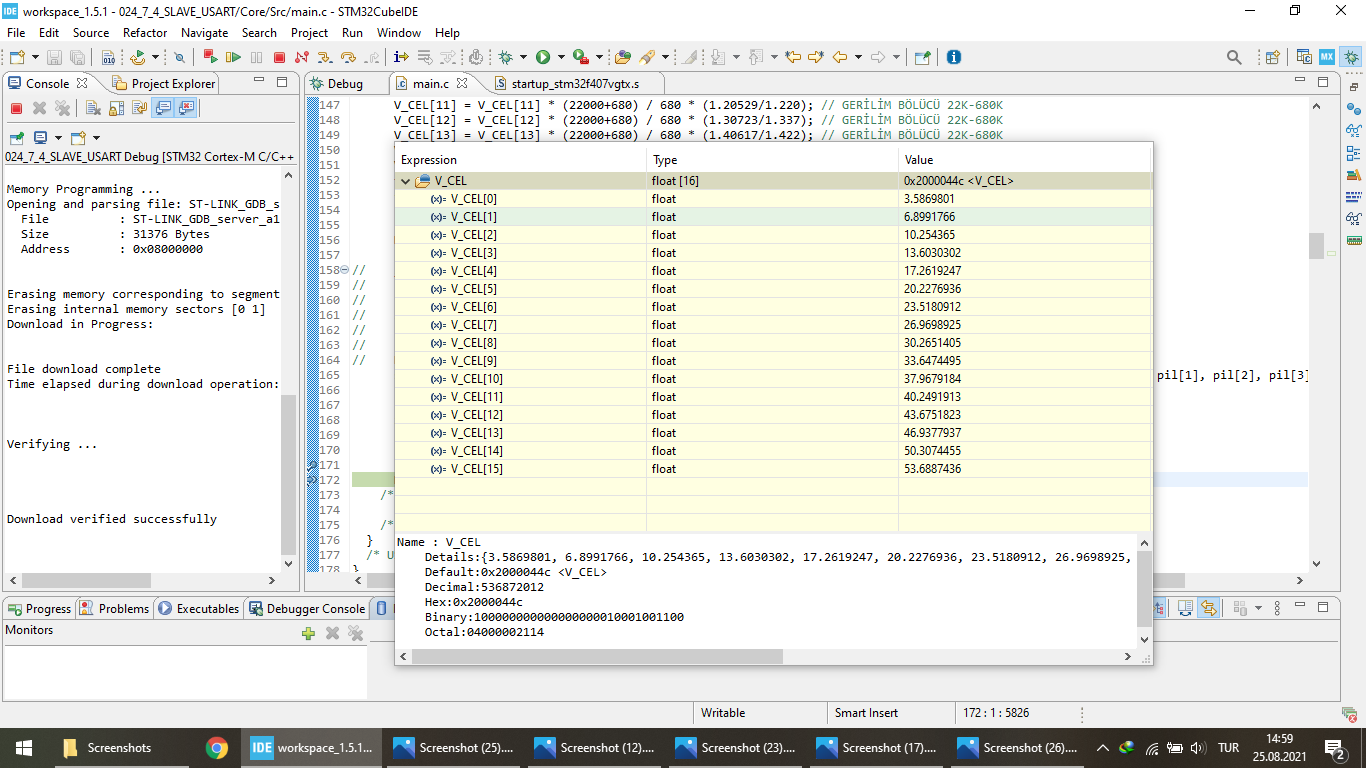 workspace_1.5.1 - 024_7_4_SLAVE_USART/Core/Src/main.c - STM32CubeIDE
File Edit Source Refactor Navigate Search Project Run Window Help
Console Project Explorer
024_7_4_SLAVE_USART Debug [STM32 Cortex-M C/C++
Memory Programming ...
Opening and parsing file: ST-LINK_GDB_s
File : ST-LINK_GDB_server_a1
Size : 31376 Bytes
Address : 0x08000000
Erasing memory corresponding to segment
Erasing internal memory sectors [0 1]
Download in Progress:
File download complete
Time elapsed during download operation:
Verifying ...
Download verified successfully
Debug main.c startup_stm32f407vgtx.s
147 V_CEL[11] = V_CEL[11] * (22000+680) / 680 * (1.20529/1.220); // GERİLİM BÖLÜCÜ 22K-680K
148 V_CEL[12] = V_CEL[12] * (22000+680) / 680 * (1.30723/1.337); // GERİLİM BÖLÜCÜ 22K-680K
149 V_CEL[13] = V_CEL[13] * (22000+680) / 680 * (1.40617/1.422); // GERİLİM BÖLÜCÜ 22K-680K
150
151
152
153
154
155
156
157
158 //
159 //
160 //
161 //
162 //
163 //
164 //
165 pil[1], pil[2], pil[3]
166
167
168
169
170
171
172
173 /*
174
175 /*
176 }
177 /* U
178 }
Expression Type Value
V_CEL float [16] 0x2000044c <V_CEL>
(x)= V_CEL[0] float 3.5869801
(x)= V_CEL[1] float 6.8991766
(x)= V_CEL[2] float 10.254365
(x)= V_CEL[3] float 13.6030302
(x)= V_CEL[4] float 17.2619247
(x)= V_CEL[5] float 20.2276936
(x)= V_CEL[6] float 23.5180912
(x)= V_CEL[7] float 26.9698925
(x)= V_CEL[8] float 30.2651405
(x)= V_CEL[9] float 33.6474495
(x)= V_CEL[10] float 37.9679184
(x)= V_CEL[11] float 40.2491913
(x)= V_CEL[12] float 43.6751823
(x)= V_CEL[13] float 46.9377937
(x)= V_CEL[14] float 50.3074455
(x)= V_CEL[15] float 53.6887436
Name : V_CEL
Details:{3.5869801, 6.8991766, 10.254365, 13.6030302, 17.2619247, 20.2276936, 23.5180912, 26.9698925,
Default:0x2000044c <V_CEL>
Decimal:536872012
Hex:0x2000044c
Binary:100000000000000000010001001100
Octal:04000002114
Progress Problems Executables Debugger Console
Monitors
Writable Smart Insert 172 : 1 : 5826
Screenshots IDE workspace_1.5.1... Screenshot (25).... Screenshot (12).... Screenshot (23).... Screenshot (17).... Screenshot (26).... TUR 14:59
25.08.2021 2